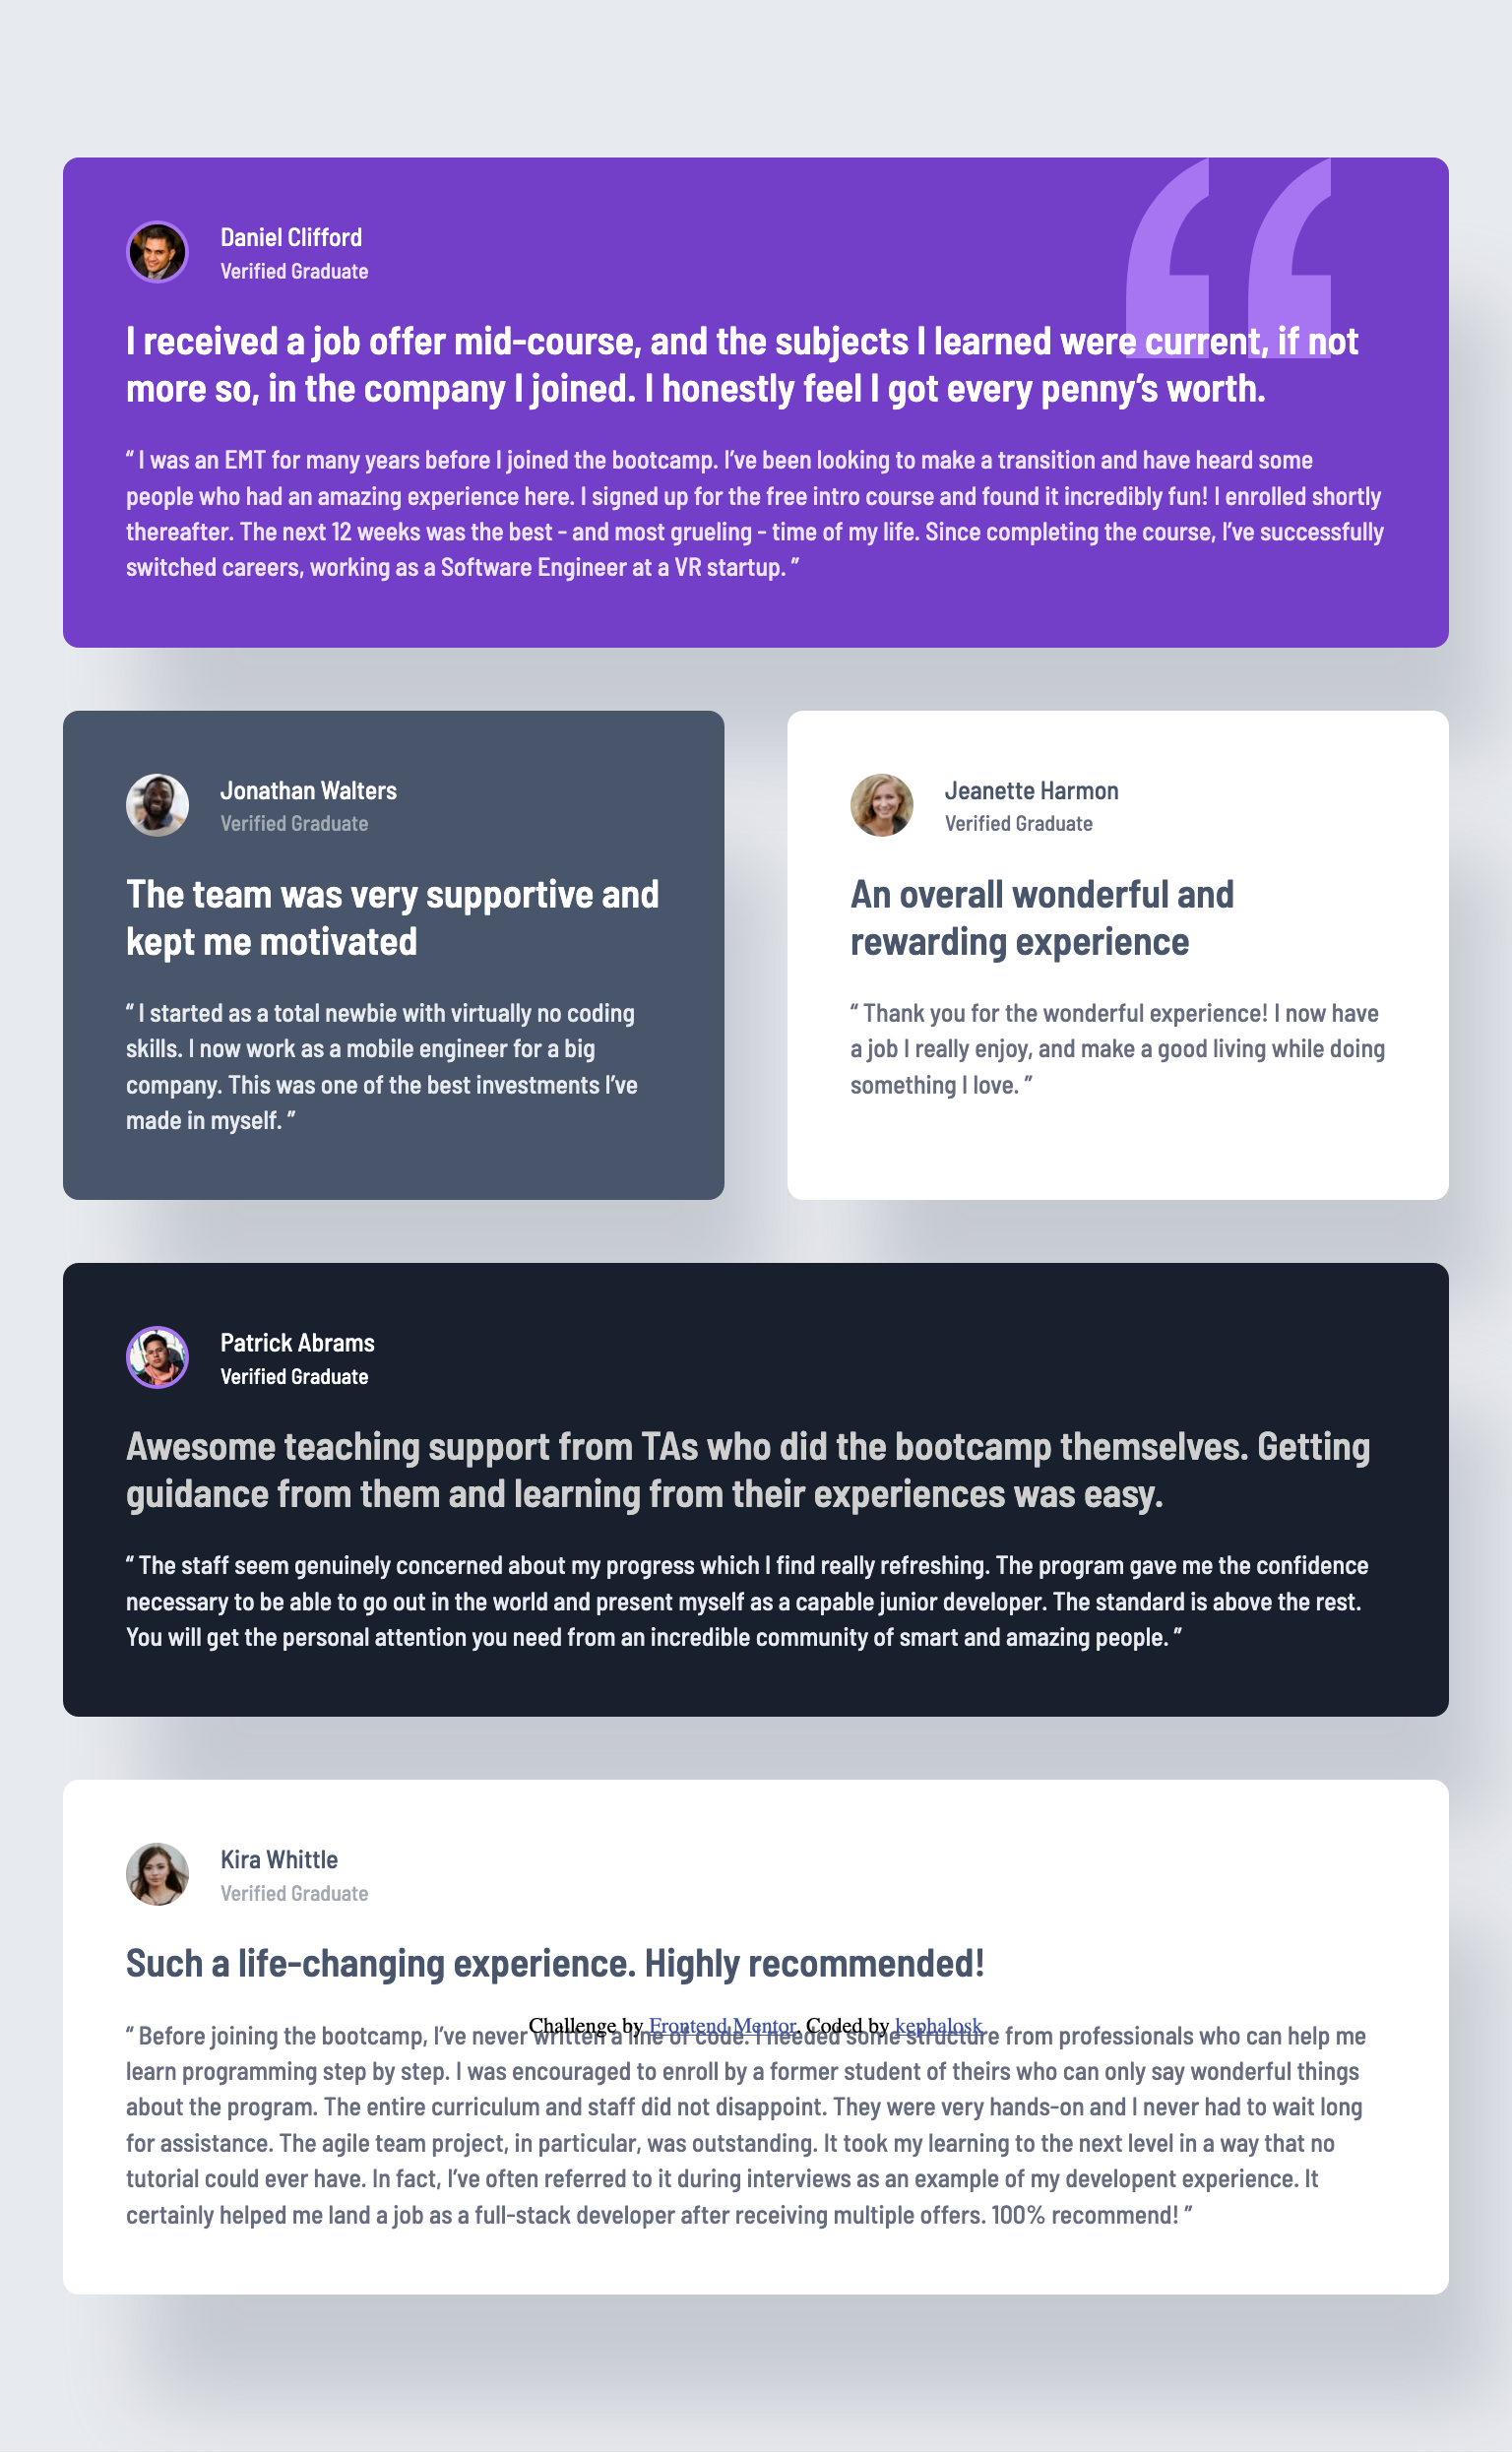 Daniel Clifford
Verified Graduate
I received a job offer mid-course, and the subjects I learned were current, if not
more so, in the company I joined. I honestly feel I got every penny’s worth.
“ I was an EMT for many years before I joined the bootcamp. I’ve been looking to make a transition and have heard some
people who had an amazing experience here. I signed up for the free intro course and found it incredibly fun! I enrolled shortly
thereafter. The next 12 weeks was the best - and most grueling - time of my life. Since completing the course, I’ve successfully
switched careers, working as a Software Engineer at a VR startup. ”
Jonathan Walters
Verified Graduate
The team was very supportive and
kept me motivated
“ I started as a total newbie with virtually no coding
skills. I now work as a mobile engineer for a big
company. This was one of the best investments I’ve
made in myself. ”
Jeanette Harmon
Verified Graduate
An overall wonderful and
rewarding experience
“ Thank you for the wonderful experience! I now have
a job I really enjoy, and make a good living while doing
something I love. ”
Patrick Abrams
Verified Graduate
Awesome teaching support from TAs who did the bootcamp themselves. Getting
guidance from them and learning from their experiences was easy.
“ The staff seem genuinely concerned about my progress which I find really refreshing. The program gave me the confidence
necessary to be able to go out in the world and present myself as a capable junior developer. The standard is above the rest.
You will get the personal attention you need from an incredible community of smart and amazing people. ”
Kira Whittle
Verified Graduate
Such a life-changing experience. Highly recommended!
Challenge by Frontend Mentor. Coded by kephalosk
“ Before joining the bootcamp, I’ve never written a line of code. I needed some structure from professionals who can help me
learn programming step by step. I was encouraged to enroll by a former student of theirs who can only say wonderful things
about the program. The entire curriculum and staff did not disappoint. They were very hands-on and I never had to wait long
for assistance. The agile team project, in particular, was outstanding. It took my learning to the next level in a way that no
tutorial could ever have. In fact, I’ve often referred to it during interviews as an example of my developent experience. It
certainly helped me land a job as a full-stack developer after receiving multiple offers. 100% recommend! ”